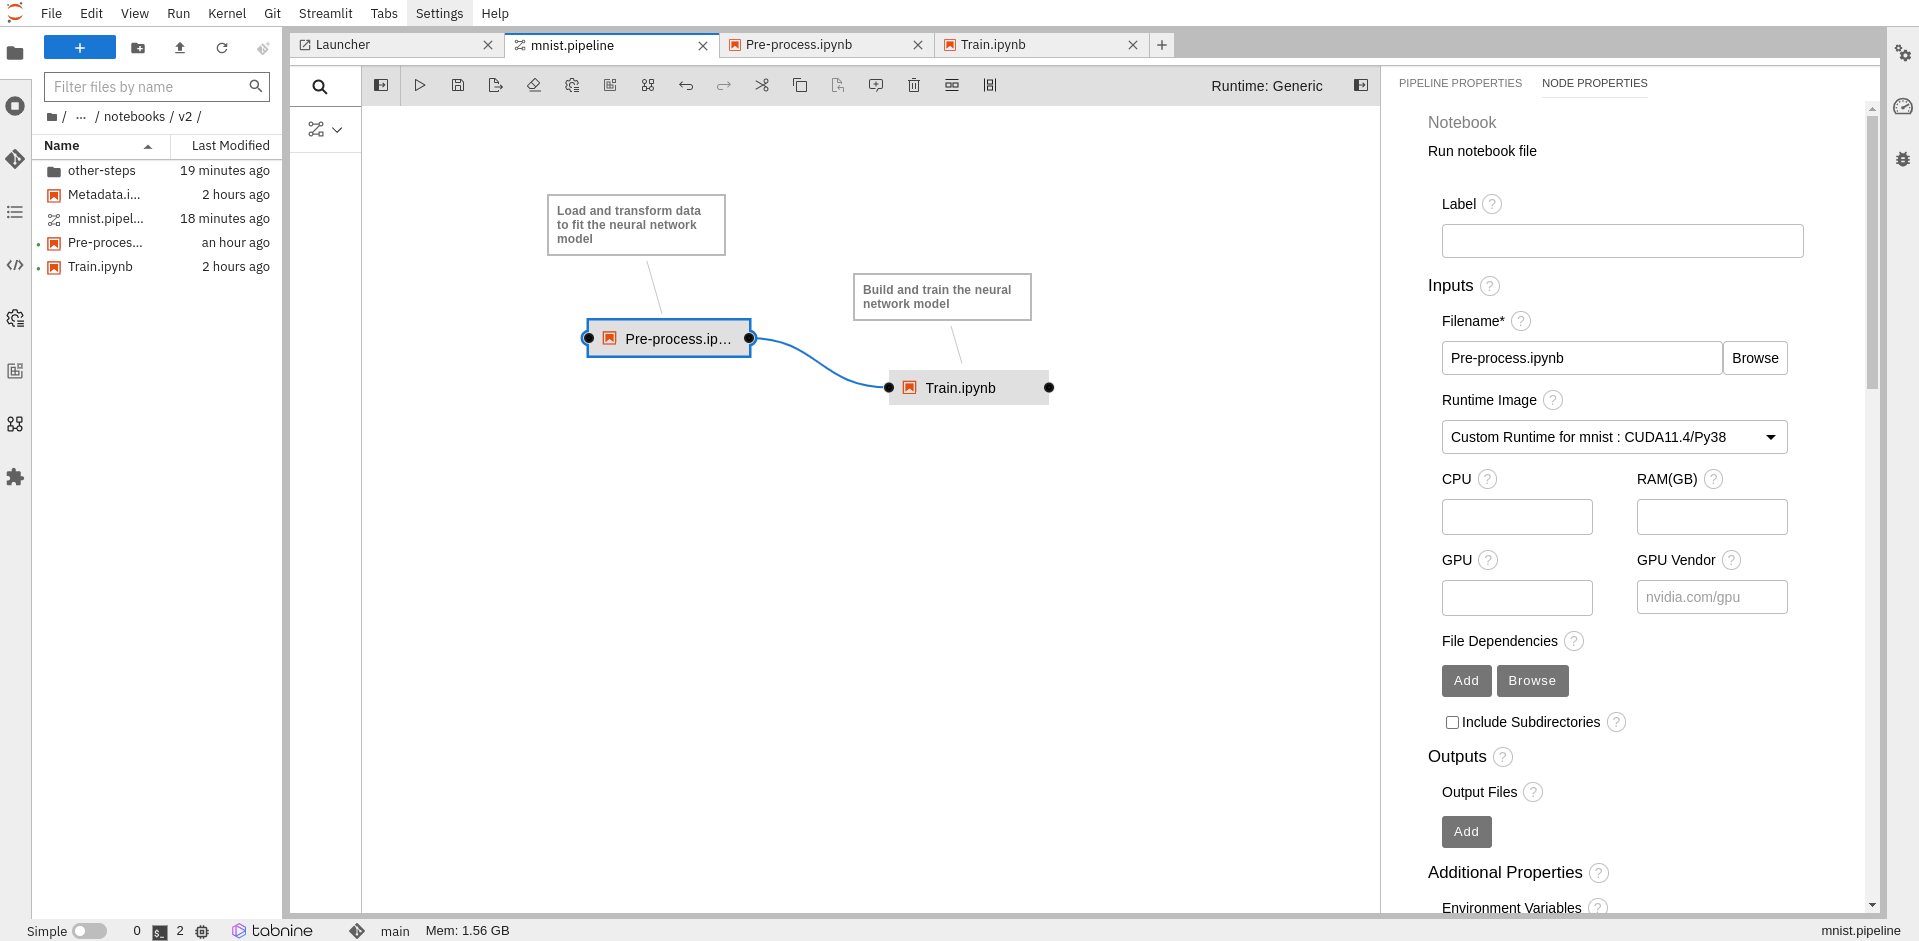 File Edit View Run Kernel Git Streamlit Tabs Settings Help
Filter files by name
/ ... / notebooks / v2 /
Name Last Modified
other-steps 19 minutes ago
Metadata.i... 2 hours ago
mnist.pipel... 18 minutes ago
Pre-proces... an hour ago
Train.ipynb 2 hours ago
Launcher mnist.pipeline Pre-process.ipynb Train.ipynb
Runtime: Generic
Load and transform data
to fit the neural network
model
Build and train the neural
network model
Pre-process.ip...
Train.ipynb
PIPELINE PROPERTIES NODE PROPERTIES
Notebook
Run notebook file
Label ?
Inputs ?
Filename* ?
Pre-process.ipynb Browse
Runtime Image ?
Custom Runtime for mnist : CUDA11.4/Py38
CPU ? RAM(GB) ?
GPU ? GPU Vendor ?
nvidia.com/gpu
File Dependencies ?
Add Browse
Include Subdirectories ?
Outputs ?
Output Files ?
Add
Additional Properties ?
Environment Variables ?
Simple 0 $_ 2 tabnine main Mem: 1.56 GB mnist.pipeline